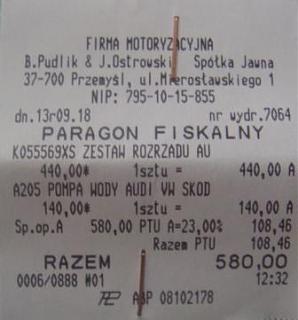 FIRMA MOTORYZACYJNA
B.Pudlik & J.Ostrowski Spółka Jawna
37-700 Przemyśl, ul.Mierosławskiego 1
NIP: 795-10-15-855
dn.13r09.18 nr wydr.7064
PARAGON FISKALNY
K055569XS ZESTAW ROZRZĄDU AU
440,00* 1sztu = 440,00 A
A205 POMPA WODY AUDI VW SKOD
140,00* 1sztu = 140,00 A
Sp.op.A 580,00 PTU A=23,00% 108,46
Razem PTU 108,46
RAZEM 580,00
0006/0888 #01 12:32
08102178